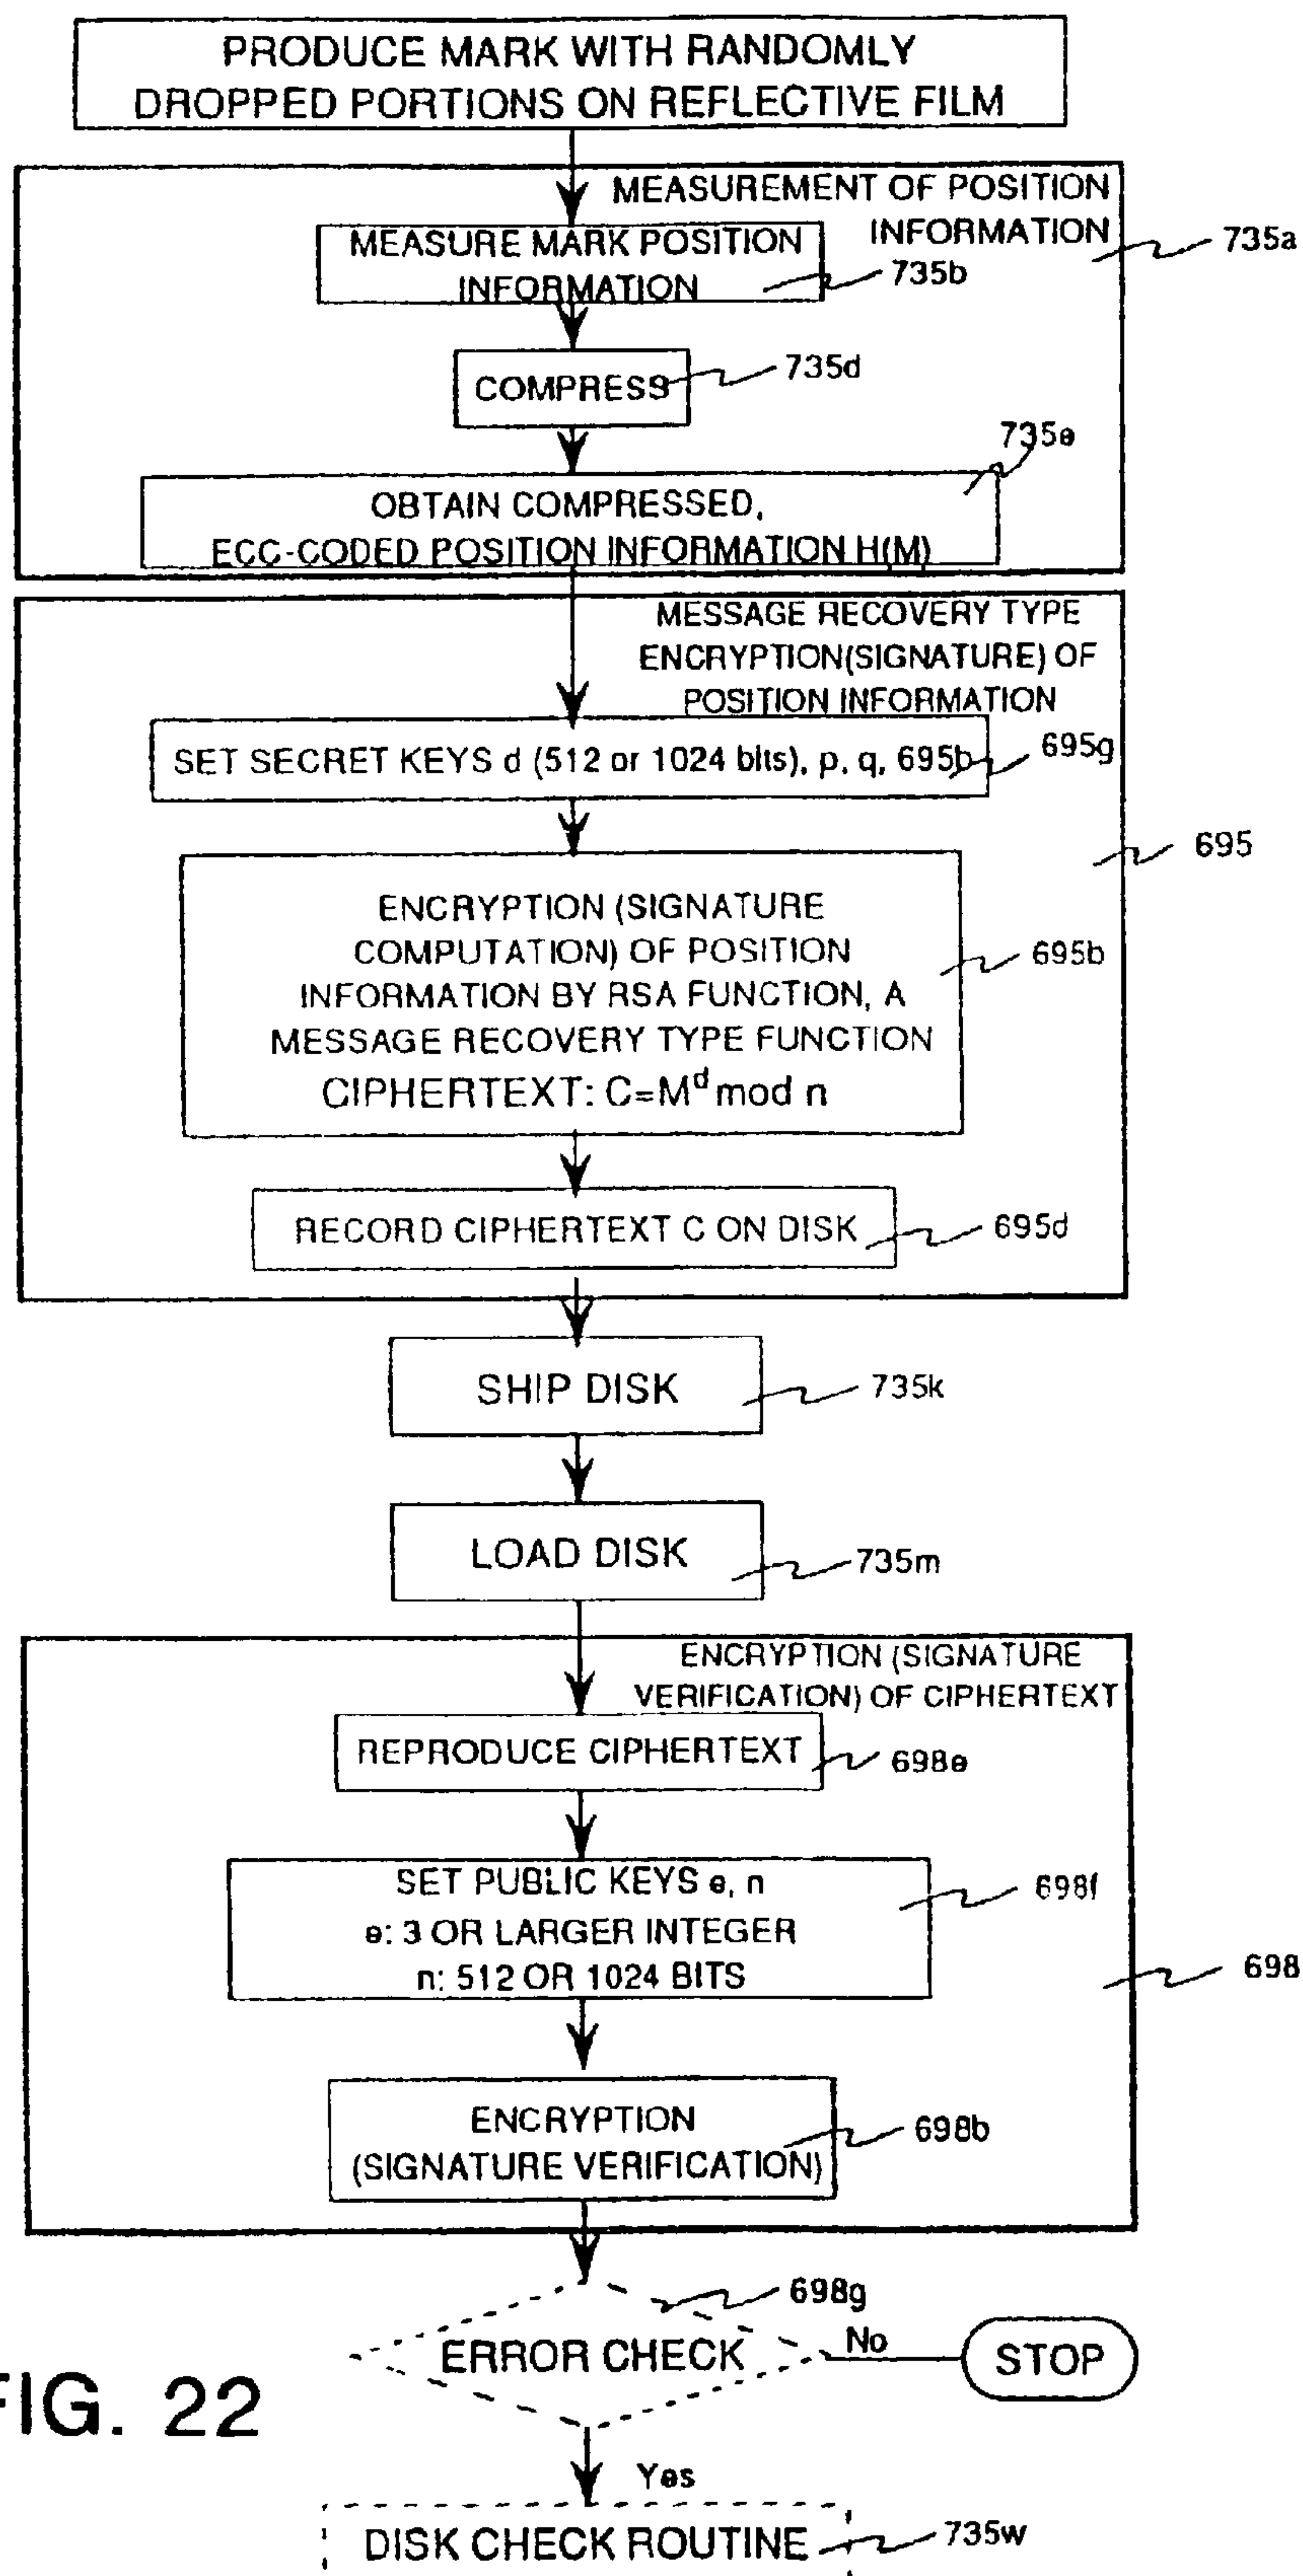 PRODUCE MARK WITH RANDOMLY
DROPPED PORTIONS ON REFLECTIVE FILM
MEASUREMENT OF POSITION
INFORMATION
735a
MEASURE MARK POSITION
INFORMATION
735b
COMPRESS
735d
735e
OBTAIN COMPRESSED,
ECC-CODED POSITION INFORMATION H(M)
MESSAGE RECOVERY TYPE
ENCRYPTION(SIGNATURE) OF
POSITION INFORMATION
SET SECRET KEYS d (512 or 1024 bits), p, q, 695b
695g
695
ENCRYPTION (SIGNATURE
COMPUTATION) OF POSITION
INFORMATION BY RSA FUNCTION, A
MESSAGE RECOVERY TYPE FUNCTION
CIPHERTEXT: C=M^d mod n
695b
RECORD CIPHERTEXT C ON DISK
695d
SHIP DISK
735k
LOAD DISK
735m
ENCRYPTION (SIGNATURE
VERIFICATION) OF CIPHERTEXT
REPRODUCE CIPHERTEXT
698e
SET PUBLIC KEYS e, n
e: 3 OR LARGER INTEGER
n: 512 OR 1024 BITS
698f
698
ENCRYPTION
(SIGNATURE VERIFICATION)
698b
698g
ERROR CHECK
No
STOP
FIG. 22
Yes
DISK CHECK ROUTINE
735w